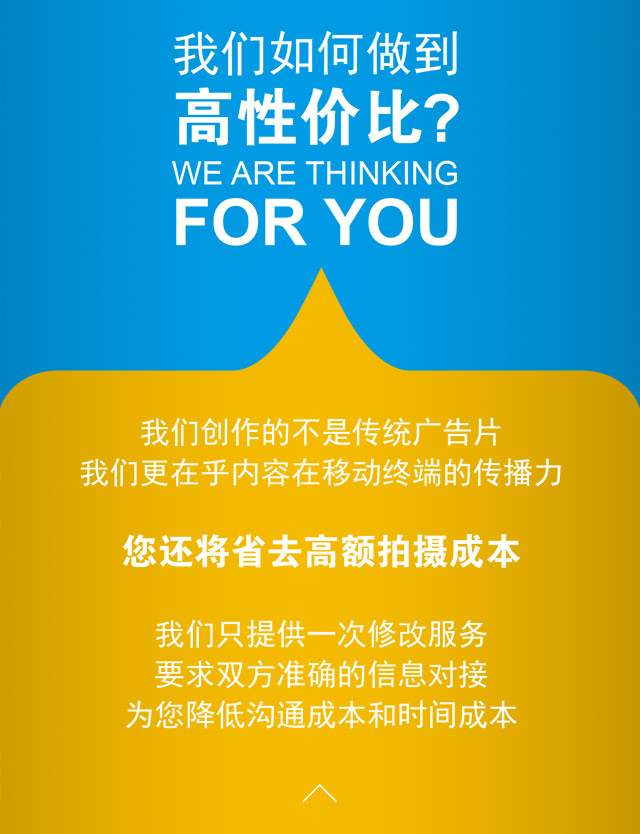 我们如何做到
高性价比?
WE ARE THINKING
FOR YOU
我们创作的不是传统广告片
我们更在乎内容在移动终端的传播力
您还将省去高额拍摄成本
我们只提供一次修改服务
要求双方准确的信息对接
为您降低沟通成本和时间成本